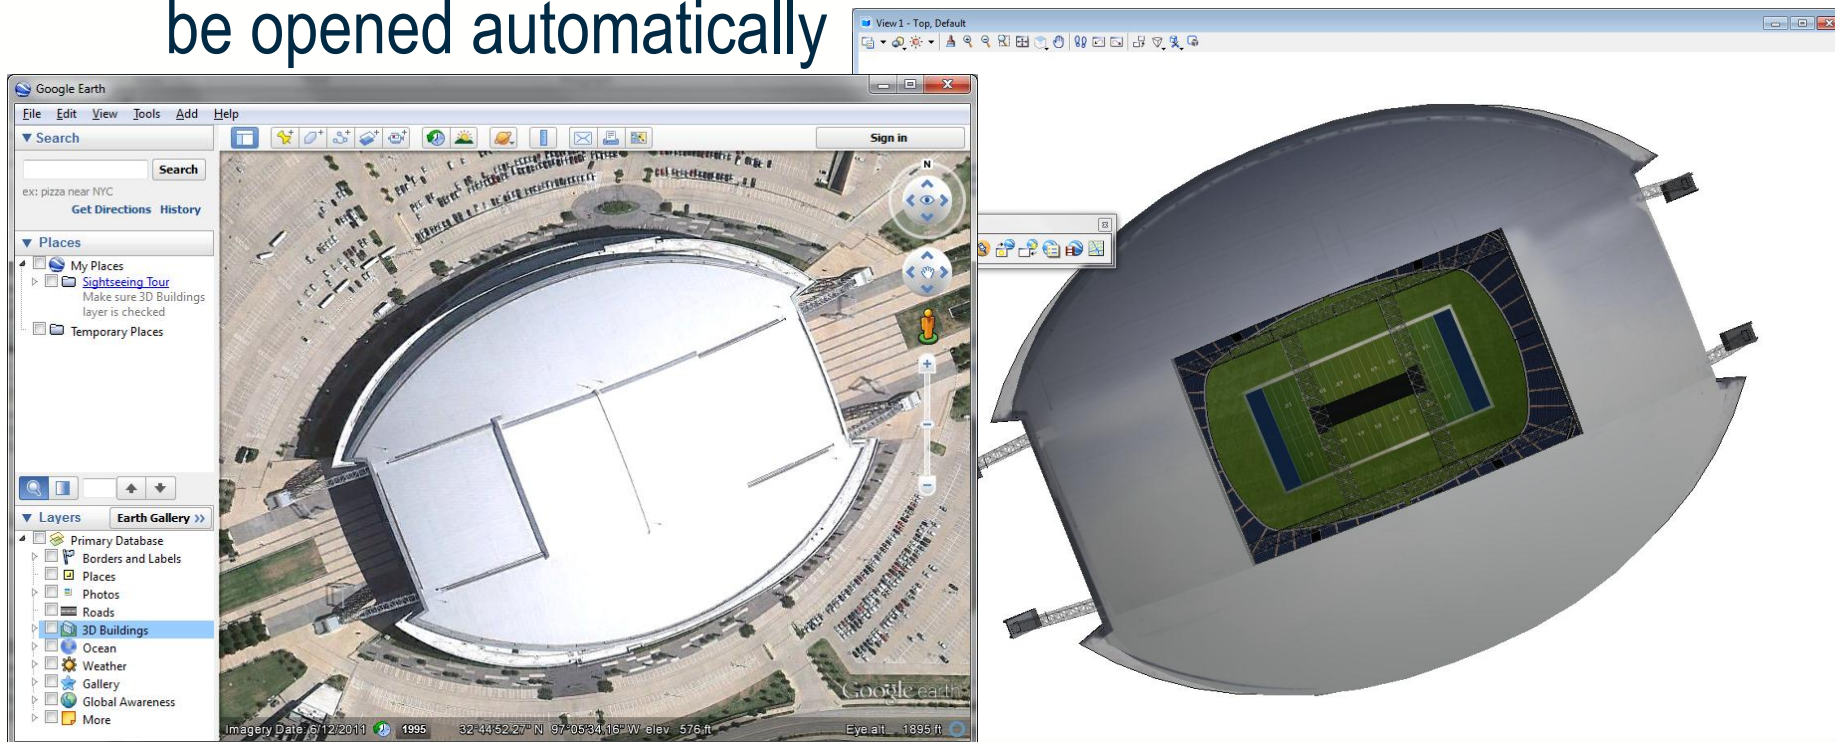 be opened automatically
View 1 - Top, Default
Google Earth
File Edit View Tools Add Help
Search
Sign in
Search
ex: pizza near NYC
Get Directions History
Places
My Places
Sightseeing Tour
Make sure 3D Buildings
layer is checked
Temporary Places
Layers
Earth Gallery >>
Primary Database
Borders and Labels
Places
Photos
Roads
3D Buildings
Ocean
Weather
Gallery
Global Awareness
More
N
Google earth
Imagery Date: 6/12/2011 1995 32°44'52.27" N 97°05'34.16" W elev 576 ft Eye alt 1895 ft